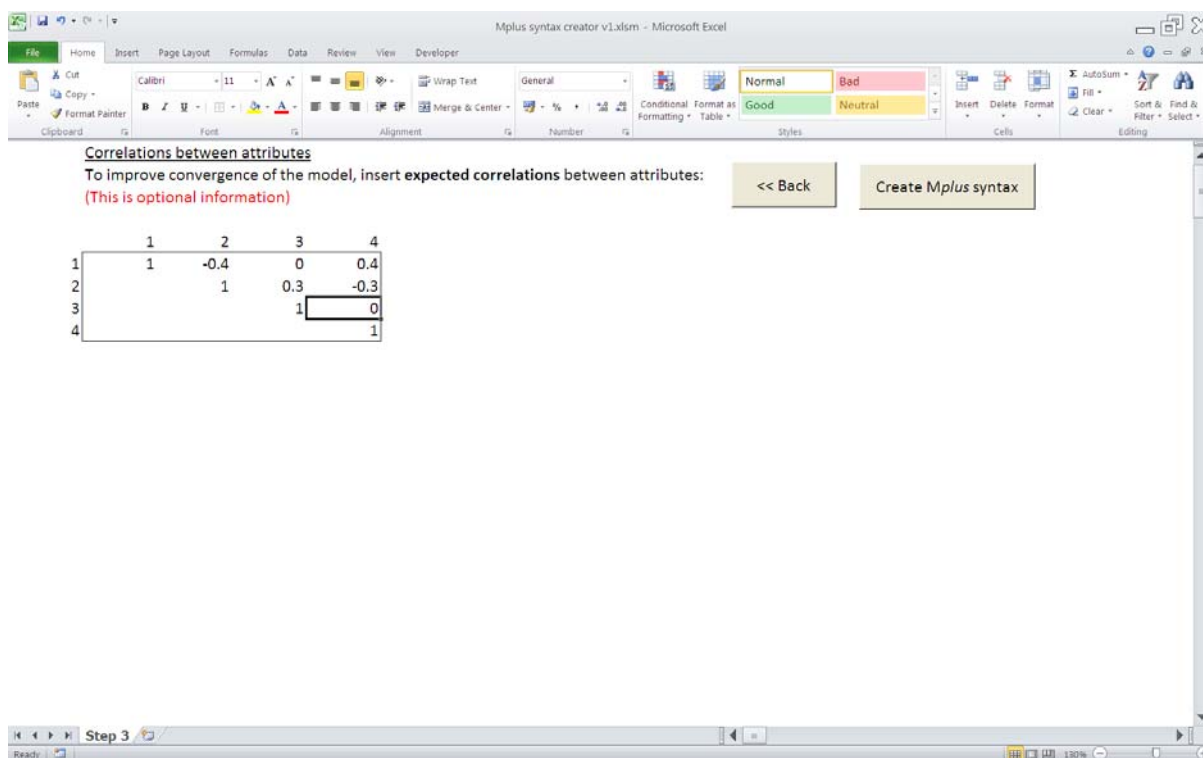 Mplus syntax creator v1.xlsm - Microsoft Excel
File Home Insert Page Layout Formulas Data Review View Developer
Cut
Copy
Format Painter
Paste
Calibri 11
B I U
Wrap Text
Merge & Center
General
Conditional Formatting
Format as Table
Normal Bad
Good Neutral
Insert Delete Format
AutoSum
Fill
Clear
Sort & Filter
Find & Select
Clipboard Font Alignment Number Styles Cells Editing
Correlations between attributes
To improve convergence of the model, insert expected correlations between attributes:
(This is optional information)
<< Back
Create Mplus syntax
1 2 3 4
1 1 -0.4 0 0.4
2 1 0.3 -0.3
3 1 0
4 1
Step 3
Ready
130%